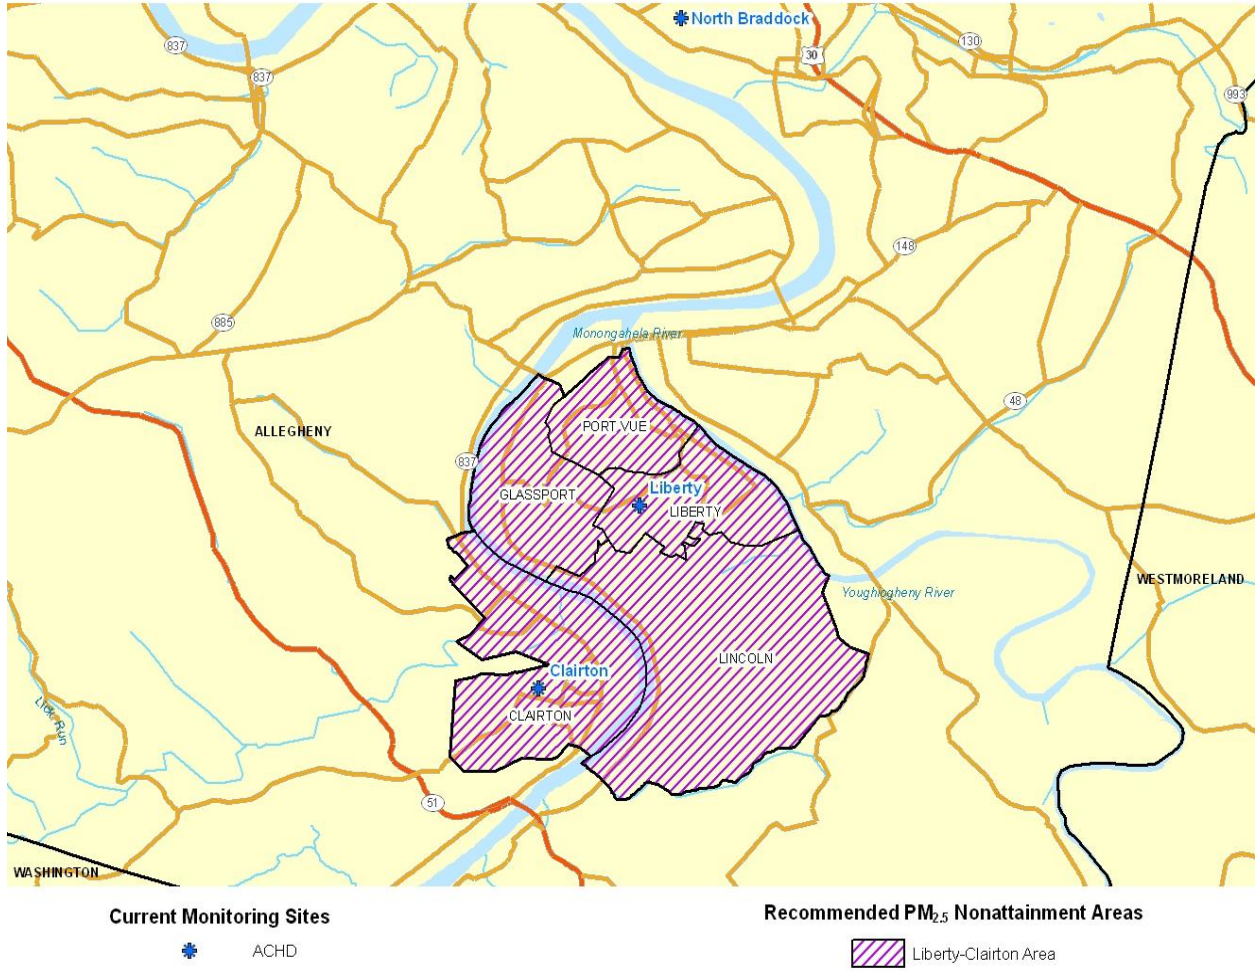 North Braddock
837
130
30
837
993
148
885
Monongahela River
48
ALLEGHENY
PORT VUE
837
Liberty
GLASSPORT
LIBERTY
WESTMORELAND
Youghiogheny River
LINCOLN
Clairton
Lick Run
CLAIRTON
51
WASHINGTON
Current Monitoring Sites
ACHD
Recommended PM2.5 Nonattainment Areas
Liberty-Clairton Area